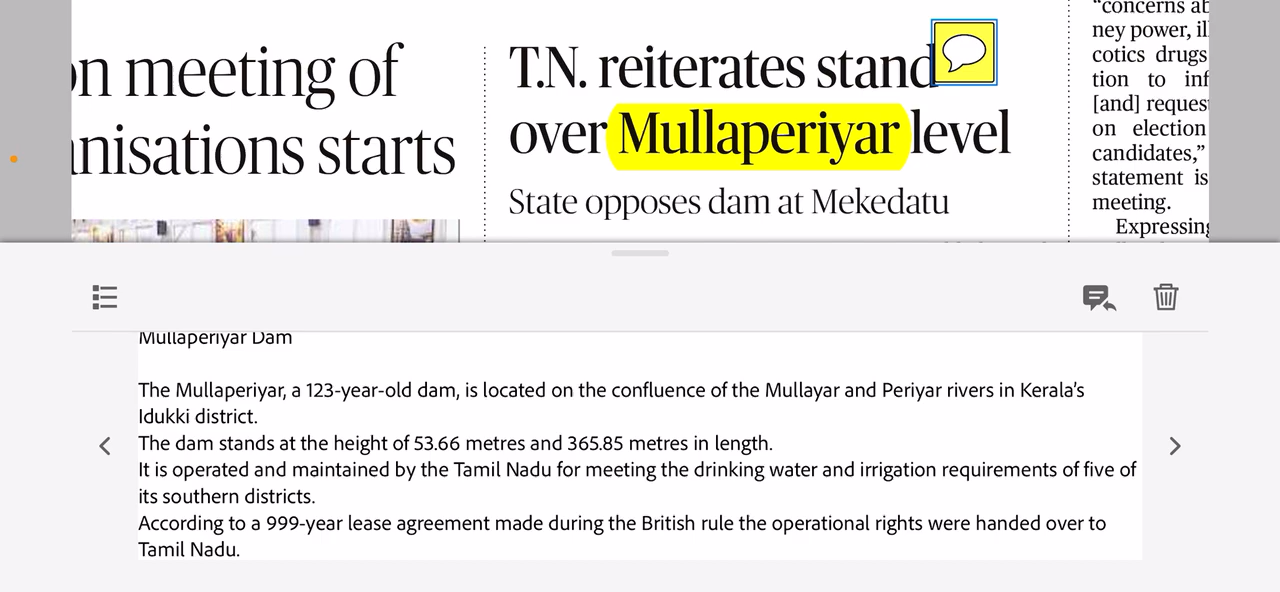 on meeting of
anisations starts
T.N. reiterates stand
over Mullaperiyar level
State opposes dam at Mekedatu
"concerns
ney power,
cotics drugs
tion to
[and]
on election
candidates,"
statement is
meeting.
Expressing
Mullaperiyar Dam
The Mullaperiyar, a 123-year-old dam, is located on the confluence of the Mullayar and Periyar rivers in Kerala's
Idukki district.
The dam stands at the height of 53.66 metres and 365.85 metres in length.
It is operated and maintained by the Tamil Nadu for meeting the drinking water and irrigation requirements of five of
its southern districts.
According to a 999-year lease agreement made during the British rule the operational rights were handed over to
Tamil Nadu.